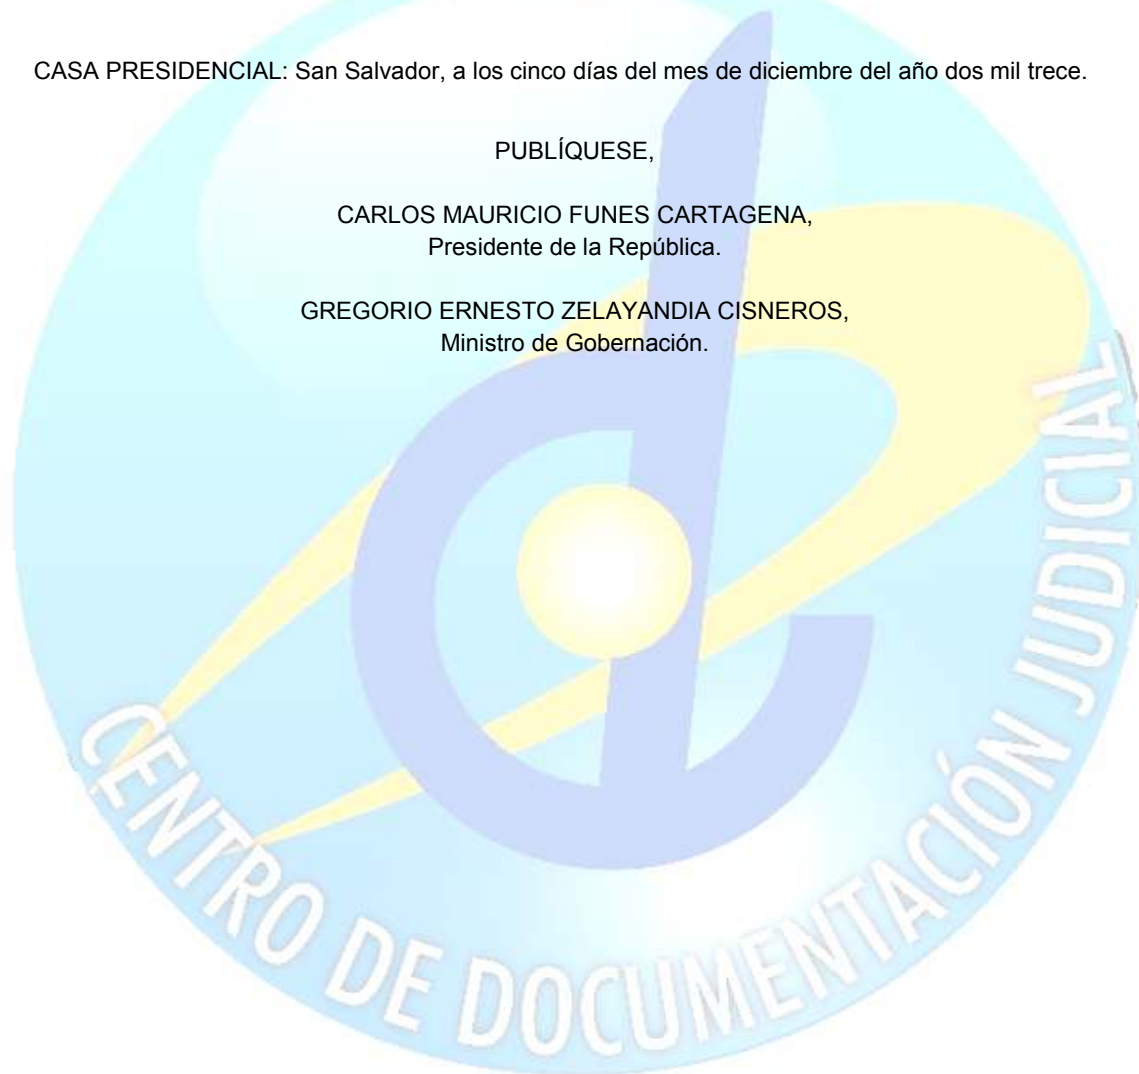 CASA PRESIDENCIAL: San Salvador, a los cinco días del mes de diciembre del año dos mil trece.
PUBLÍQUESE,
CARLOS MAURICIO FUNES CARTAGENA,
Presidente de la República.
GREGORIO ERNESTO ZELAYANDIA CISNEROS,
Ministro de Gobernación.
CENTRO DE DOCUMENTACIÓN JUDICIAL